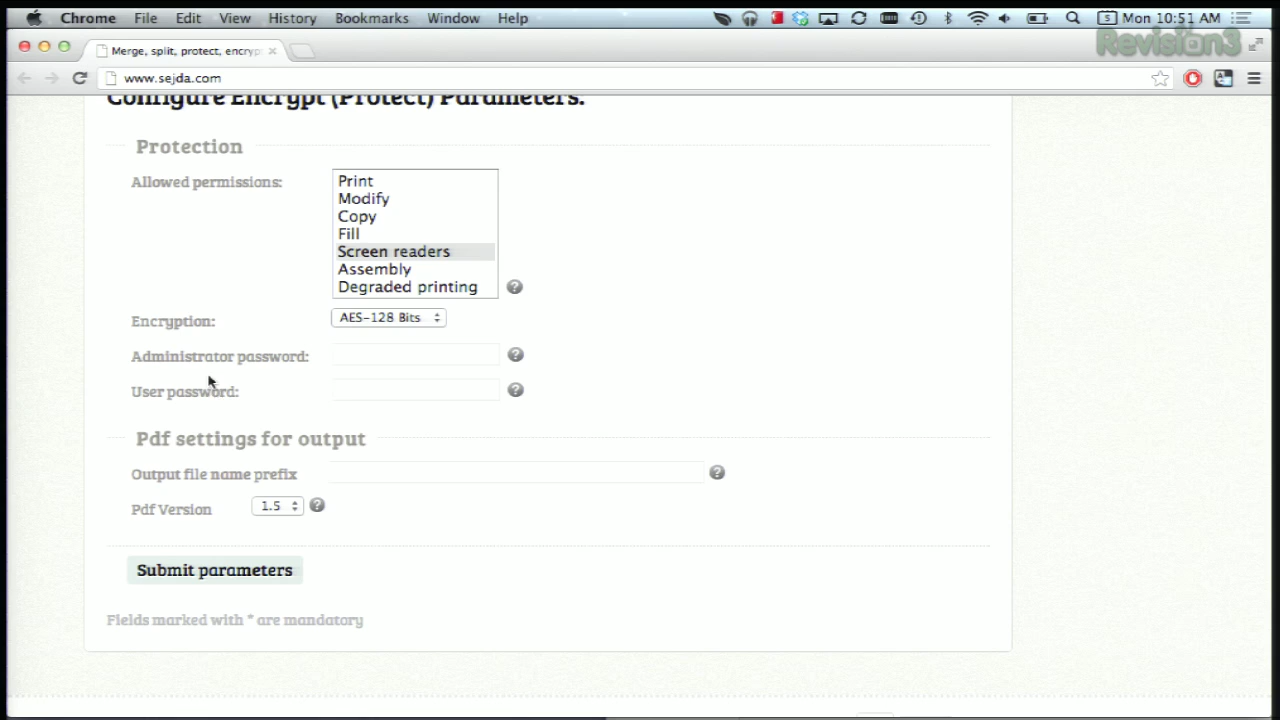 Chrome File Edit View History Bookmarks Window Help Mon 10:51 AM
Revision3
Merge, split, protect, encryp
www.sejda.com
Configure Encrypt (Protect) Parameters.
Protection
Allowed permissions:
Print
Modify
Copy
Fill
Screen readers
Assembly
Degraded printing
Encryption: AES-128 Bits
Administrator password:
User password:
Pdf settings for output
Output file name prefix
Pdf Version 1.5
Submit parameters
Fields marked with * are mandatory